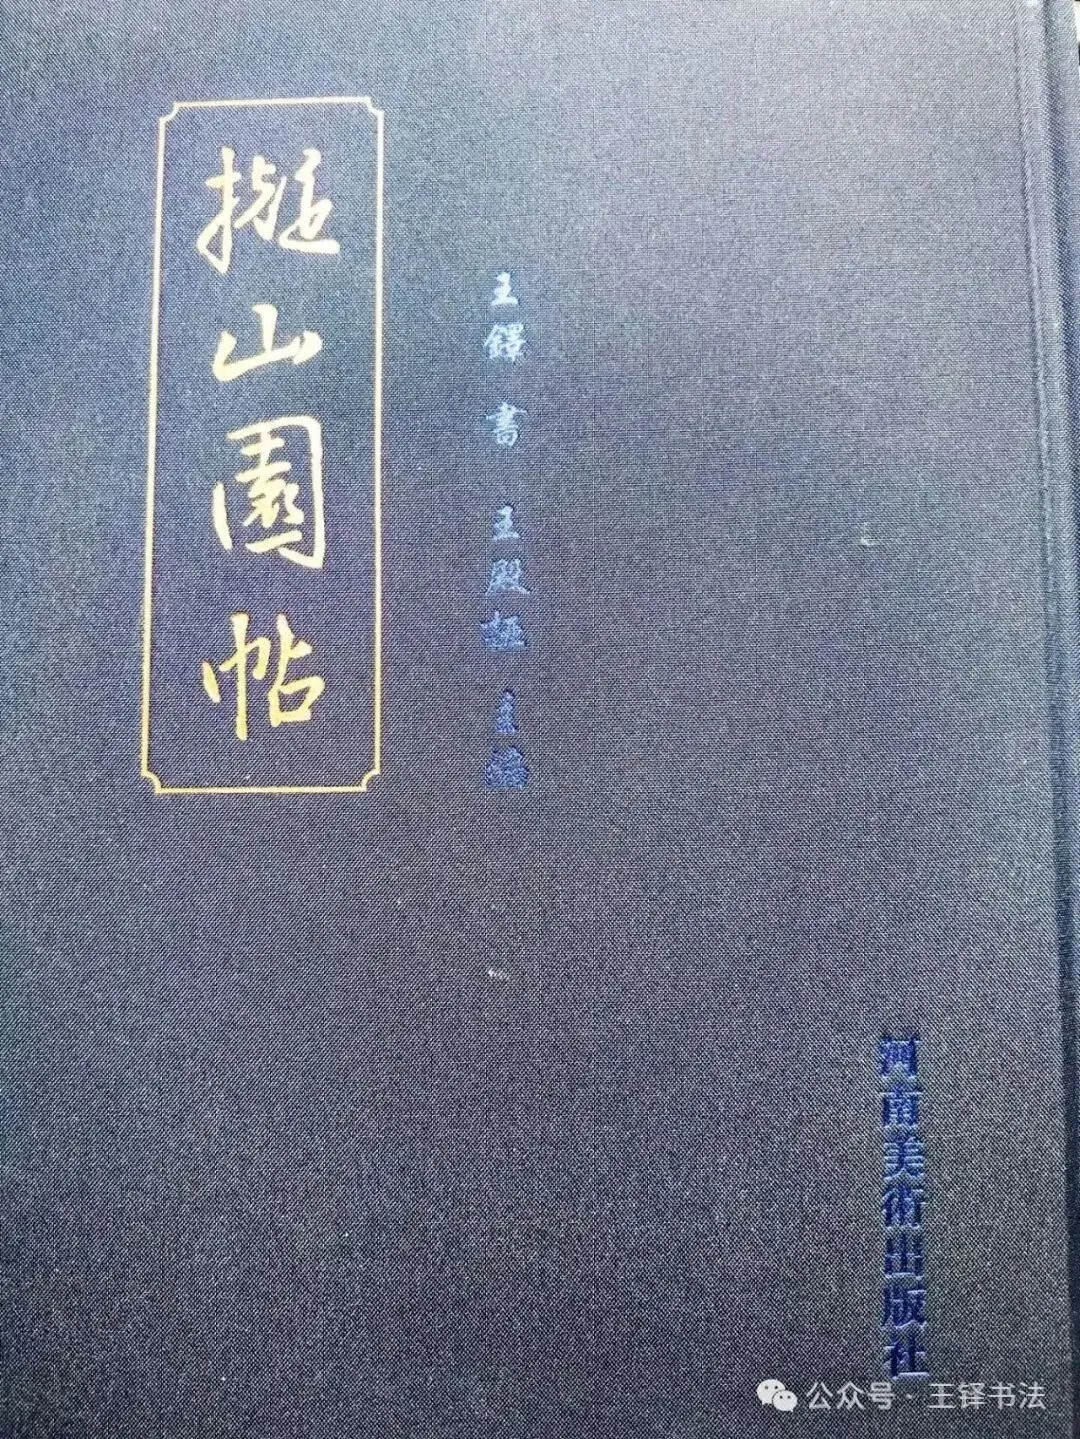 擬山園帖
王鐸 書 王殿極 主編
河南美術出版社
公众号 · 王铎书法